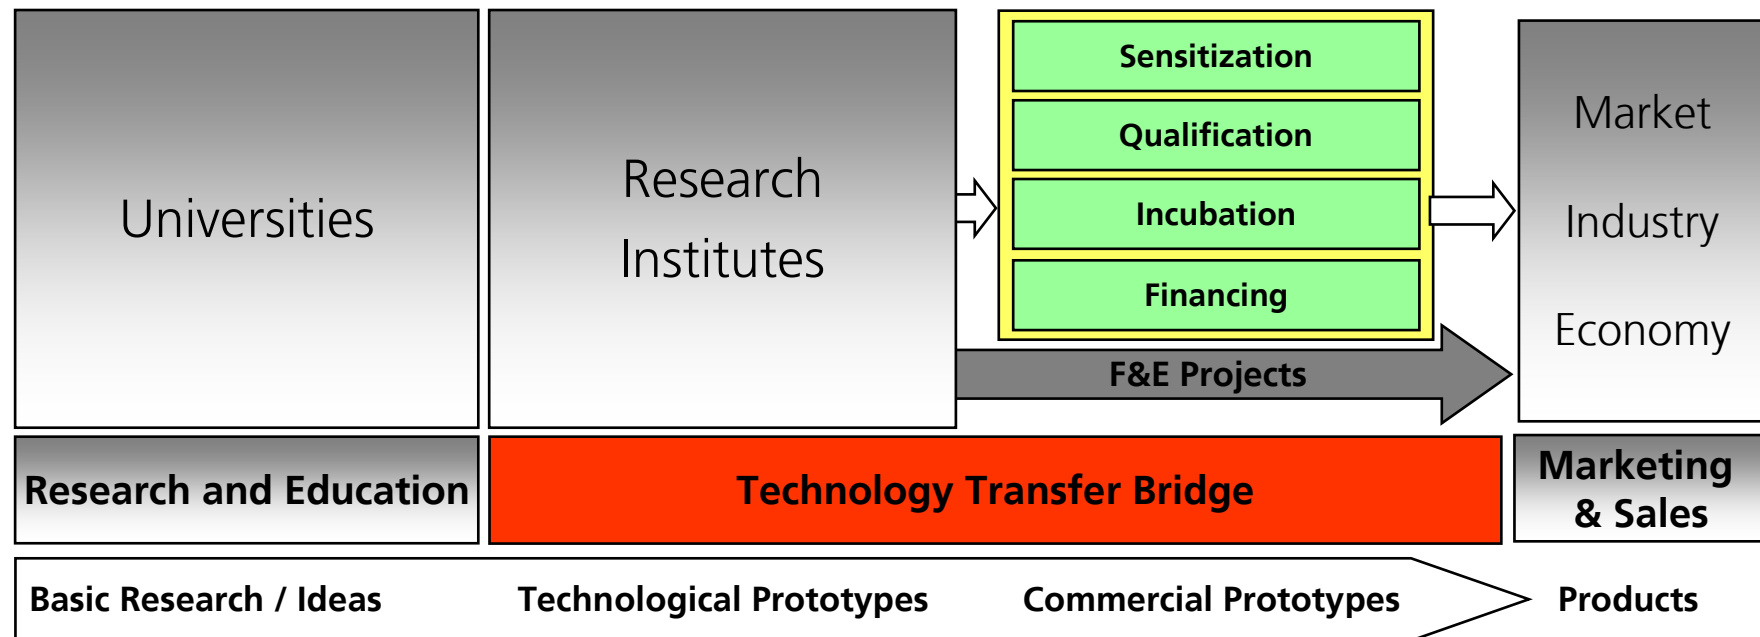 Universities
Research
Institutes
Sensitization
Qualification
Incubation
Financing
F&E Projects
Market
Industry
Economy
Research and Education
Technology Transfer Bridge
Marketing
& Sales
Basic Research / Ideas
Technological Prototypes
Commercial Prototypes
Products